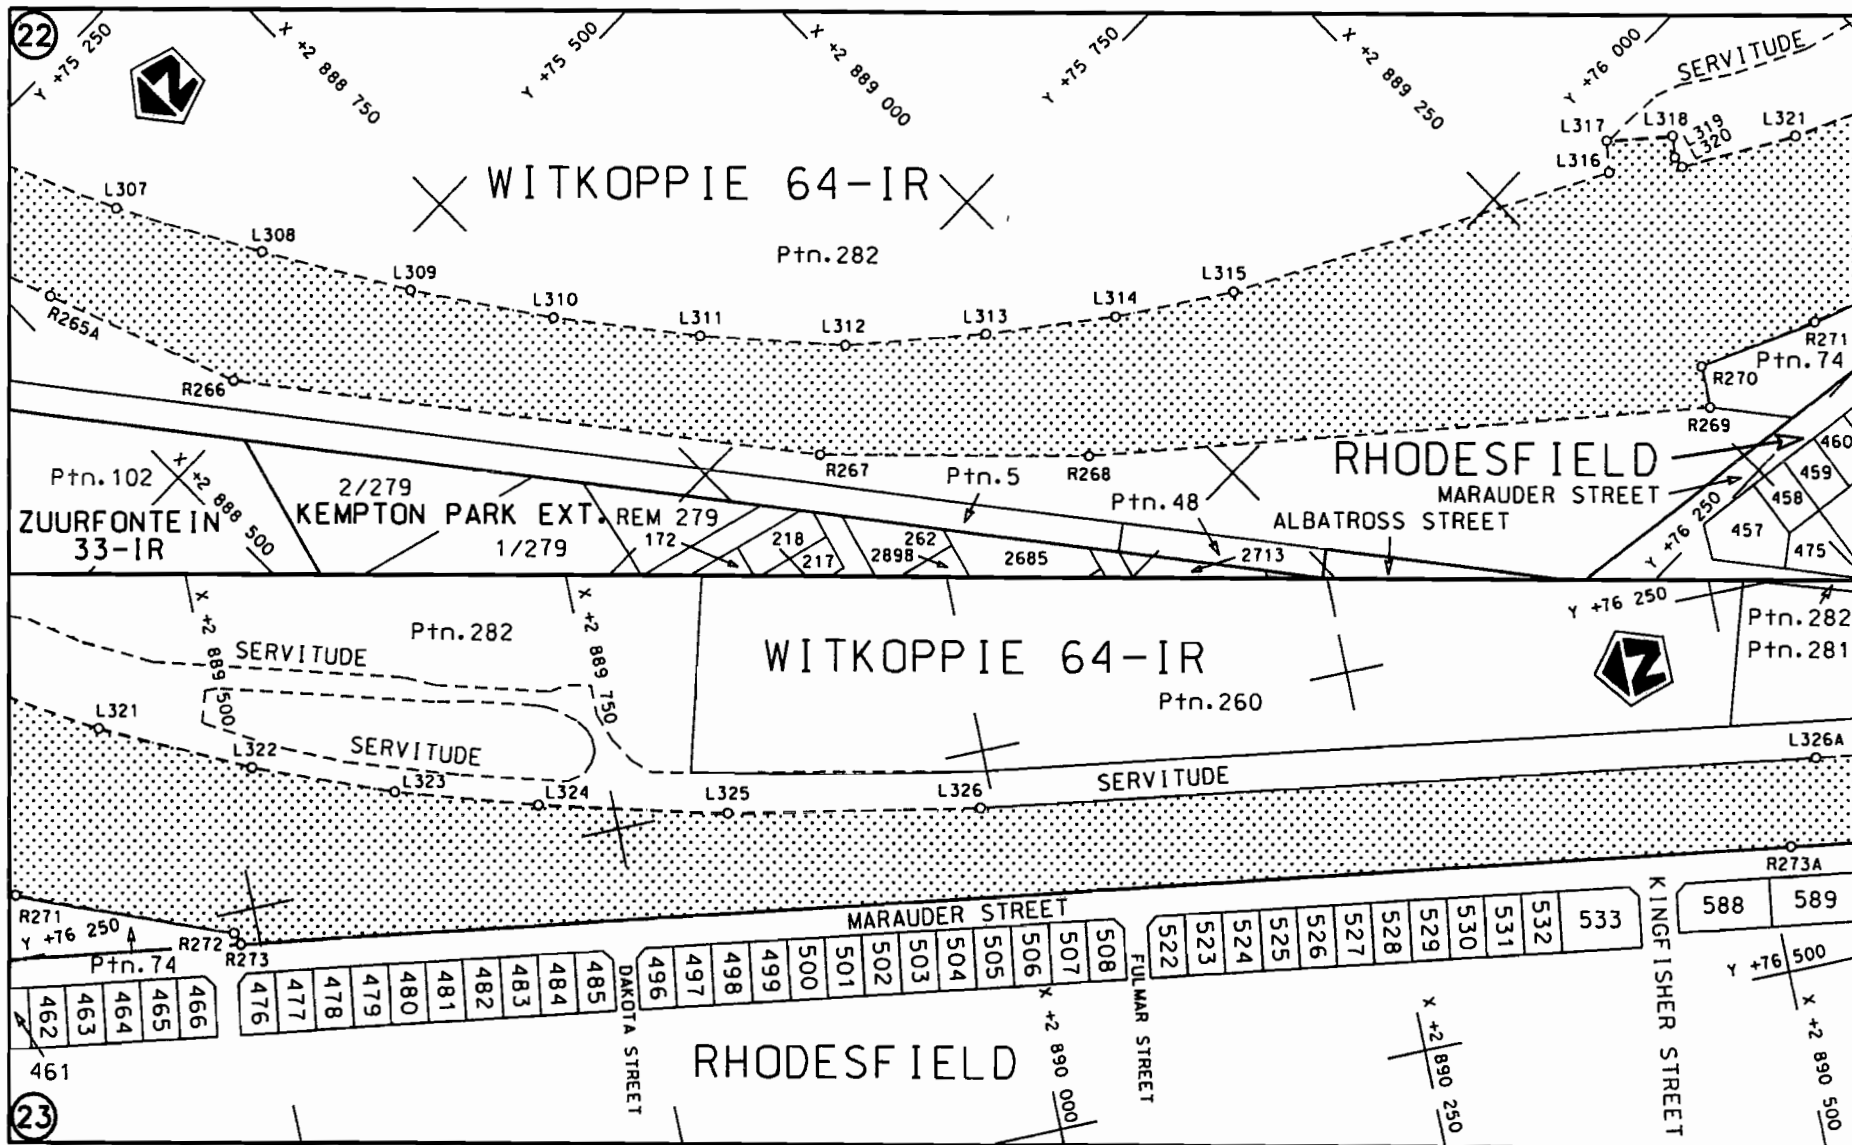 22
Y +75 250
X +2 888 750
Y +75 500
X +2 889 000
Y +75 750
X +2 889 250
Y +76 000
SERVITUDE
N
L317
L318
L319
L320
L321
L316
WITKOPPIE 64-IR
L307
L308
Ptn.282
L309
L310
L311
L312
L313
L314
L315
R265A
R266
R271
Ptn.74
R270
R269
R267
R268
RHODESFIELD
460
459
458
457
475
MARAUDER STREET
Ptn.102
X +2 888 500
2/279
Ptn.5
Ptn.48
ALBATROSS STREET
Y +76 250
ZUURFONTEIN
33-IR
KEMPTON PARK EXT.
REM 279
1/279
172
218
217
262
2898
2685
2713
X +2 889 500
Ptn.282
X +2 889 750
WITKOPPIE 64-IR
Y +76 250
N
Ptn.282
Ptn.281
SERVITUDE
Ptn.260
L321
L322
SERVITUDE
L323
L324
L325
L326
SERVITUDE
L326A
R273A
R271
Y +76 250
R272
R273
Ptn.74
MARAUDER STREET
KINGFISHER STREET
588
589
462
463
464
465
466
476
477
478
479
480
481
482
483
484
485
DAKOTA STREET
496
497
498
499
500
501
502
503
504
505
506
507
508
FULMAR STREET
522
523
524
525
526
527
528
529
530
531
532
533
Y +76 500
X +2 890 000
X +2 890 250
X +2 890 500
461
RHODESFIELD
23